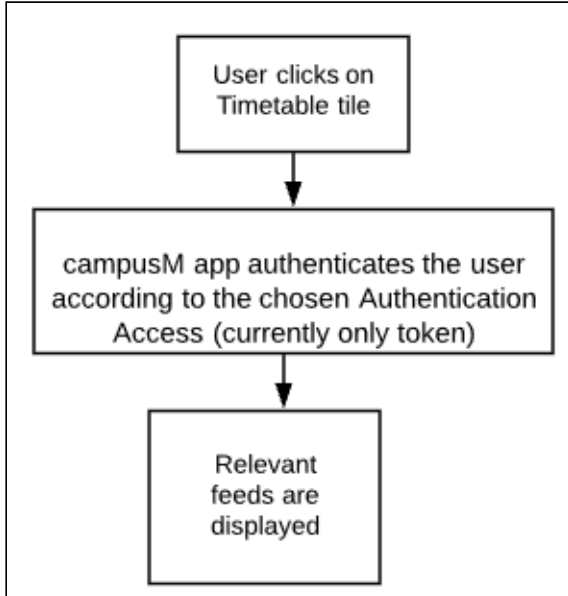 User clicks on
Timetable tile
campusM app authenticates the user
according to the chosen Authentication
Access (currently only token)
Relevant
feeds are
displayed